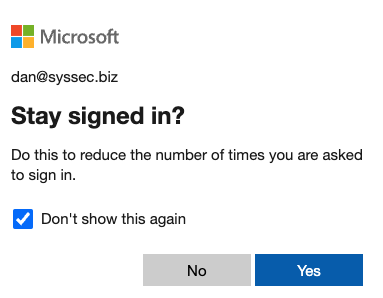 Microsoft
dan@syssec.biz
Stay signed in?
Do this to reduce the number of times you are asked
to sign in.
Don't show this again
No
Yes